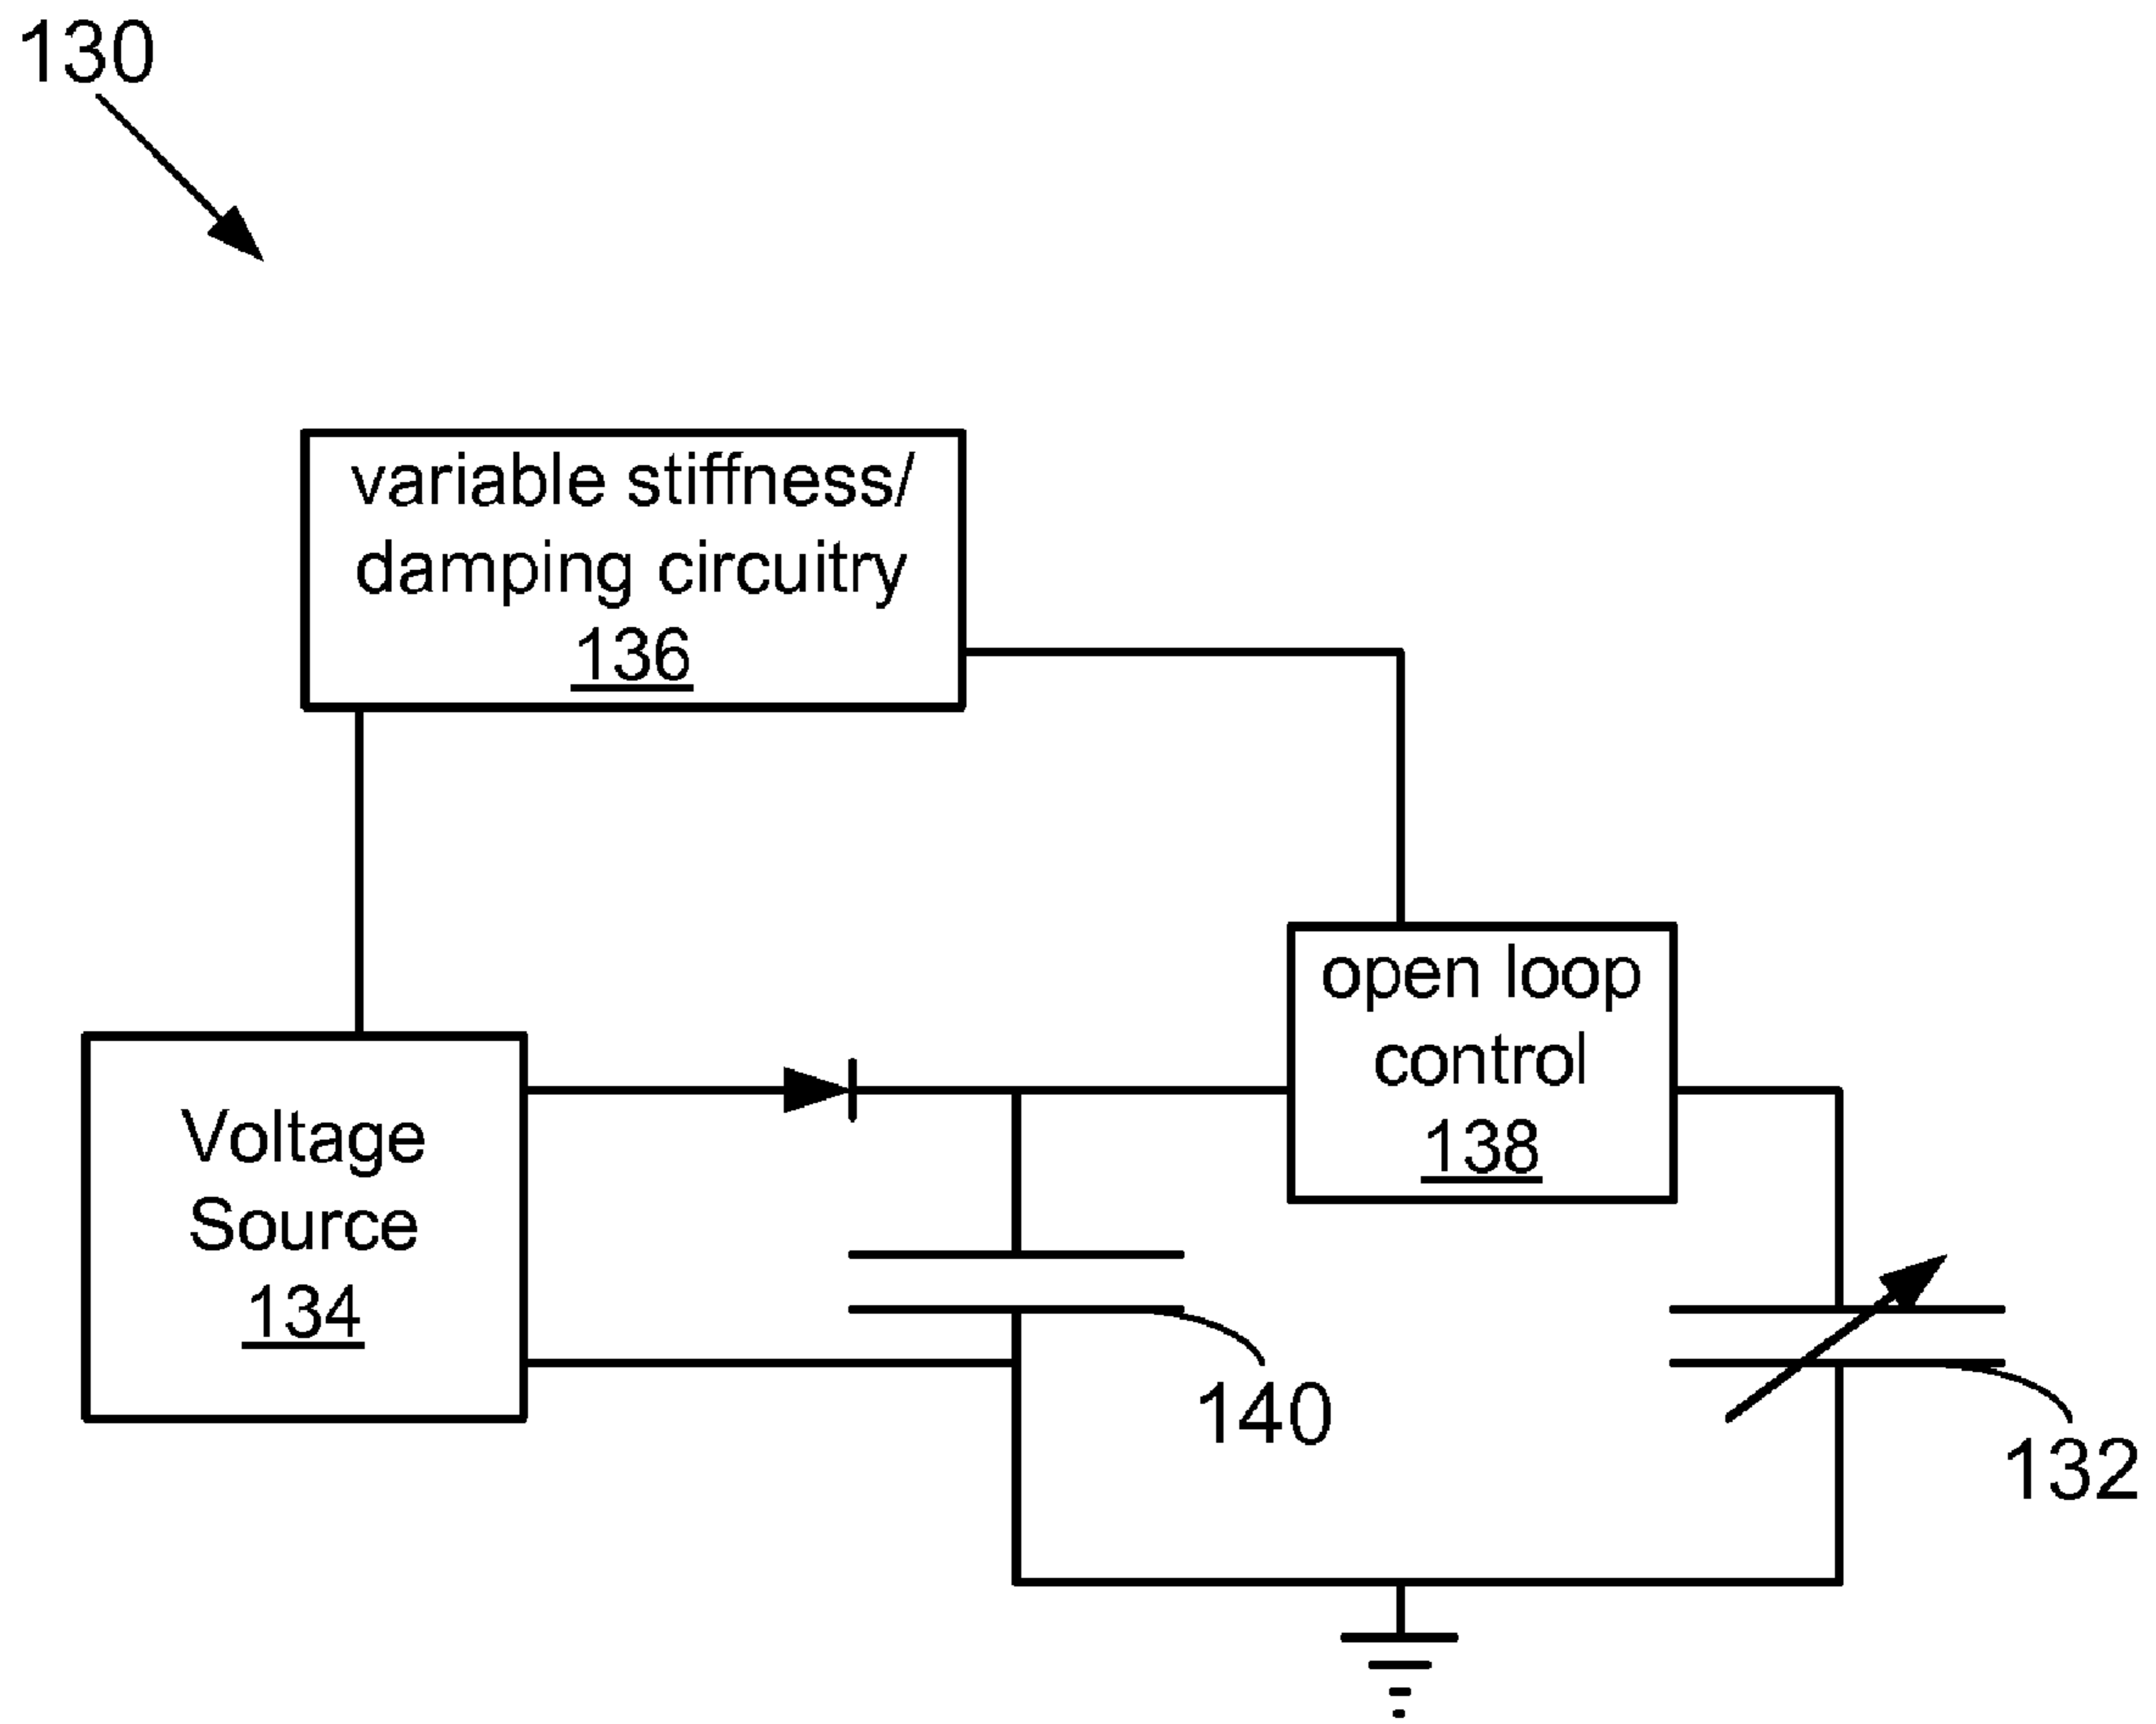 130
variable stiffness/
damping circuitry
136
open loop
control
138
Voltage
Source
134
140
132